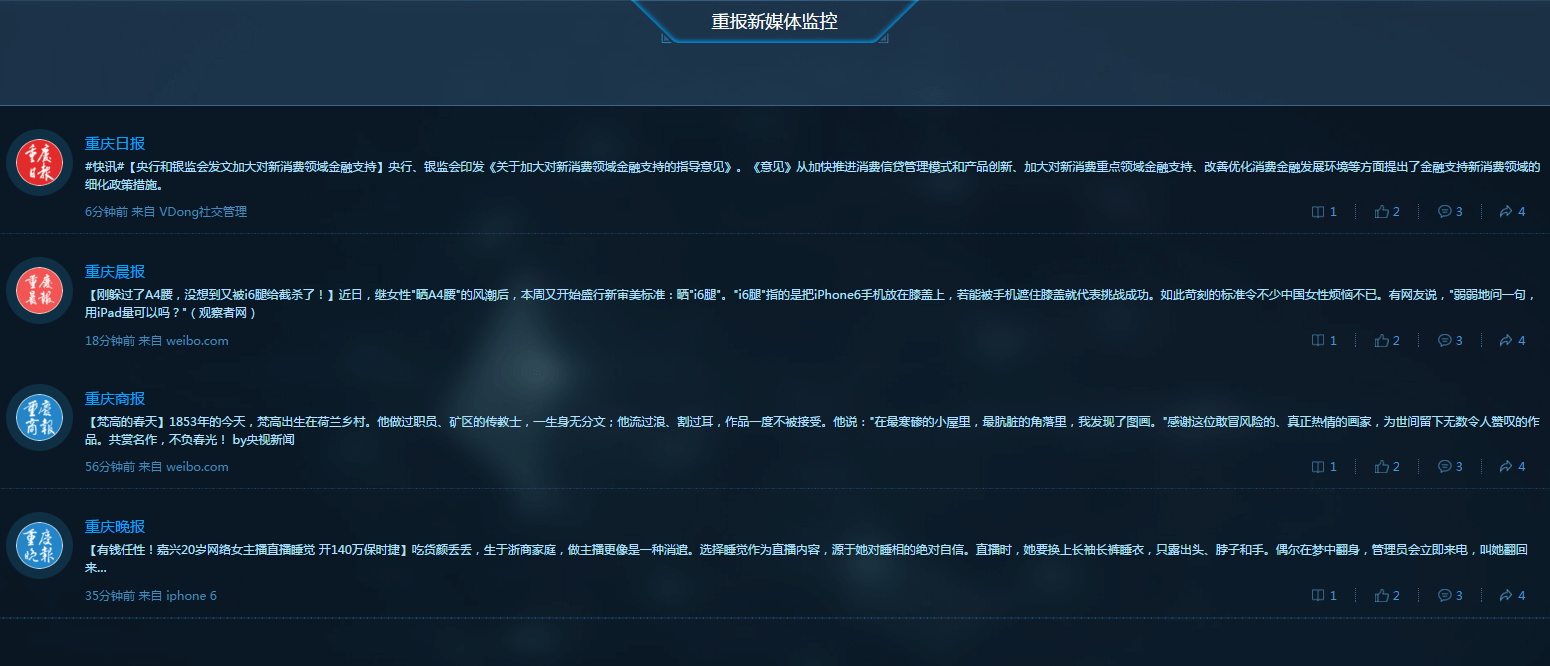 重报新媒体监控
重庆日报
重慶
日報
#快讯#【央行和银监会发文加大对新消费领域金融支持】央行、银监会印发《关于加大对新消费领域金融支持的指导意见》。《意见》从加快推进消费信贷管理模式和产品创新、加大对新消费重点领域金融支持、改善优化消费金融发展环境等方面提出了金融支持新消费领域的
细化政策措施。
6分钟前 来自 VDong社交管理
1 2 3 4
重庆晨报
重慶
晨報
【刚躲过了A4腰，没想到又被i6腿给截杀了！】近日，继女性"晒A4腰"的风潮后，本周又开始盛行新审美标准：晒"i6腿"。"i6腿"指的是把iPhone6手机放在膝盖上，若能被手机遮住膝盖就代表挑战成功。如此苛刻的标准令不少中国女性烦恼不已。有网友说，"弱弱地问一句，
用iPad量可以吗？"（观察者网）
18分钟前 来自 weibo.com
1 2 3 4
重庆商报
重慶
商報
【梵高的春天】1853年的今天，梵高出生在荷兰乡村。他做过职员、矿区的传教士，一生身无分文；他流过浪、割过耳，作品一度不被接受。他说："在最寒碜的小屋里，最肮脏的角落里，我发现了图画。"感谢这位敢冒风险的、真正热情的画家，为世间留下无数令人赞叹的作
品。共赏名作，不负春光！ by央视新闻
56分钟前 来自 weibo.com
1 2 3 4
重庆晚报
重慶
晚報
【有钱任性！嘉兴20岁网络女主播直播睡觉 开140万保时捷】吃货颜丢丢，生于浙商家庭，做主播更像是一种消遣。选择睡觉作为直播内容，源于她对睡相的绝对自信。直播时，她要换上长袖长裤睡衣，只露出头、脖子和手。偶尔在梦中翻身，管理员会立即来电，叫她翻回
来...
35分钟前 来自 iphone 6
1 2 3 4